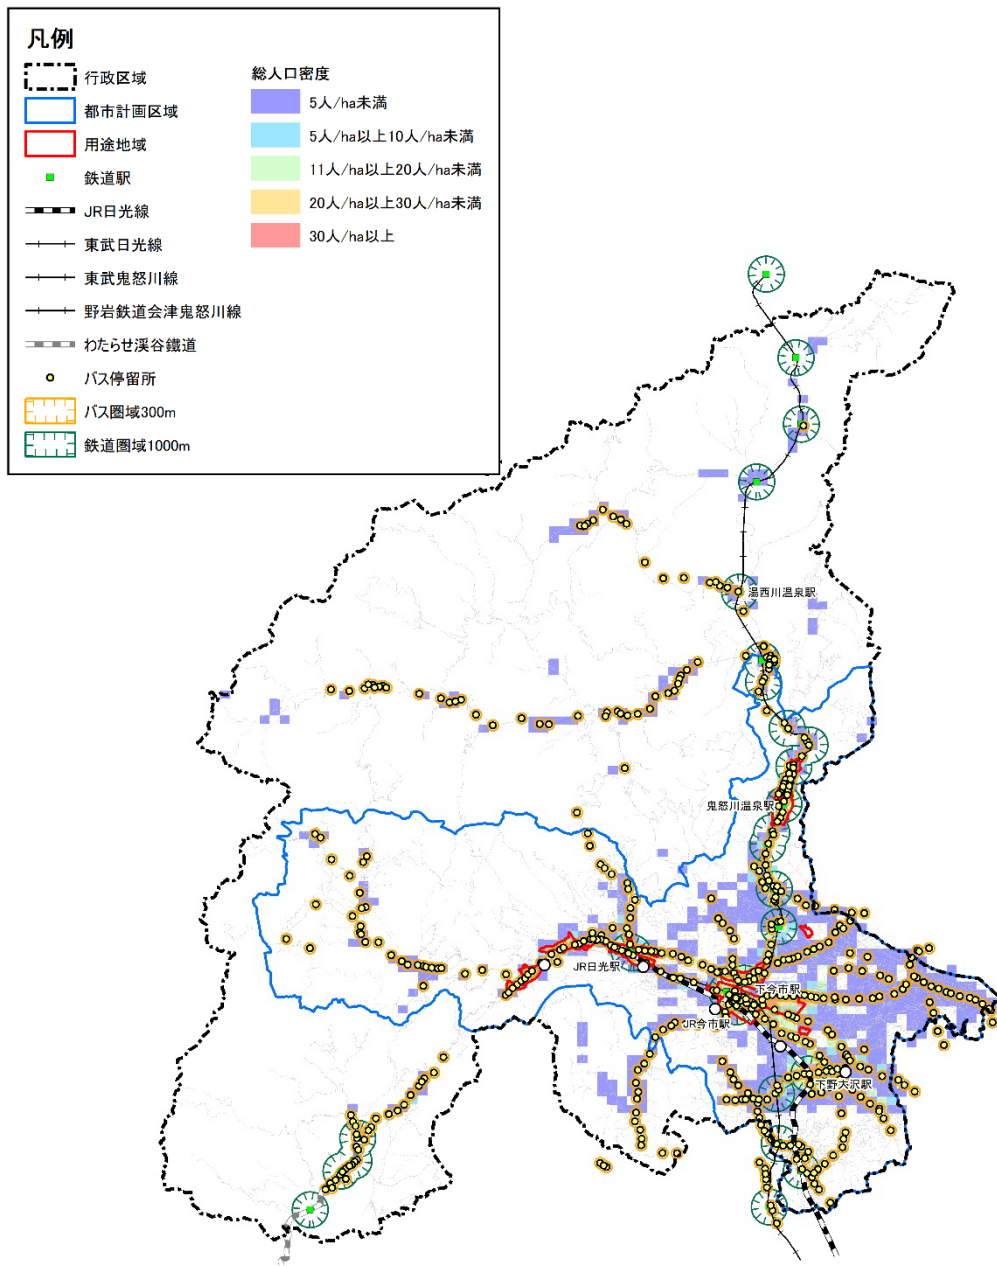 凡例
行政区域
都市計画区域
用途地域
鉄道駅
JR日光線
東武日光線
東武鬼怒川線
野岩鉄道会津鬼怒川線
わたらせ渓谷鐵道
バス停留所
バス圏域300m
鉄道圏域1000m
総人口密度
5人/ha未満
5人/ha以上10人/ha未満
11人/ha以上20人/ha未満
20人/ha以上30人/ha未満
30人/ha以上
湯西川温泉駅
鬼怒川温泉駅
JR日光駅
下今市駅
JR今市駅
下野大沢駅